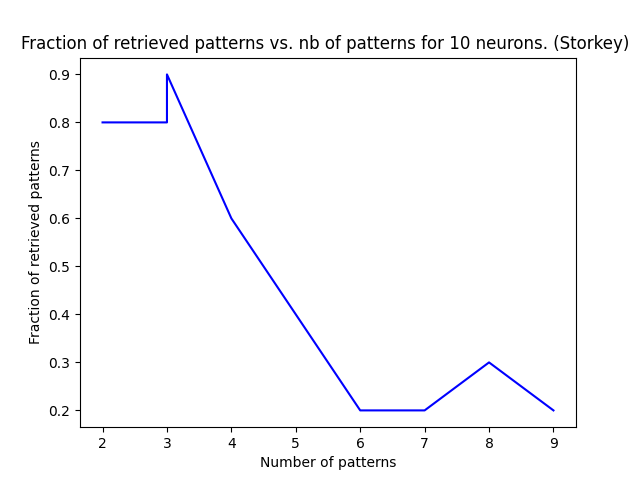 Fraction of retrieved patterns vs. nb of patterns for 10 neurons. (Storkey)
Fraction of retrieved patterns
0.9
0.8
0.7
0.6
0.5
0.4
0.3
0.2
2 3 4 5 6 7 8 9
Number of patterns